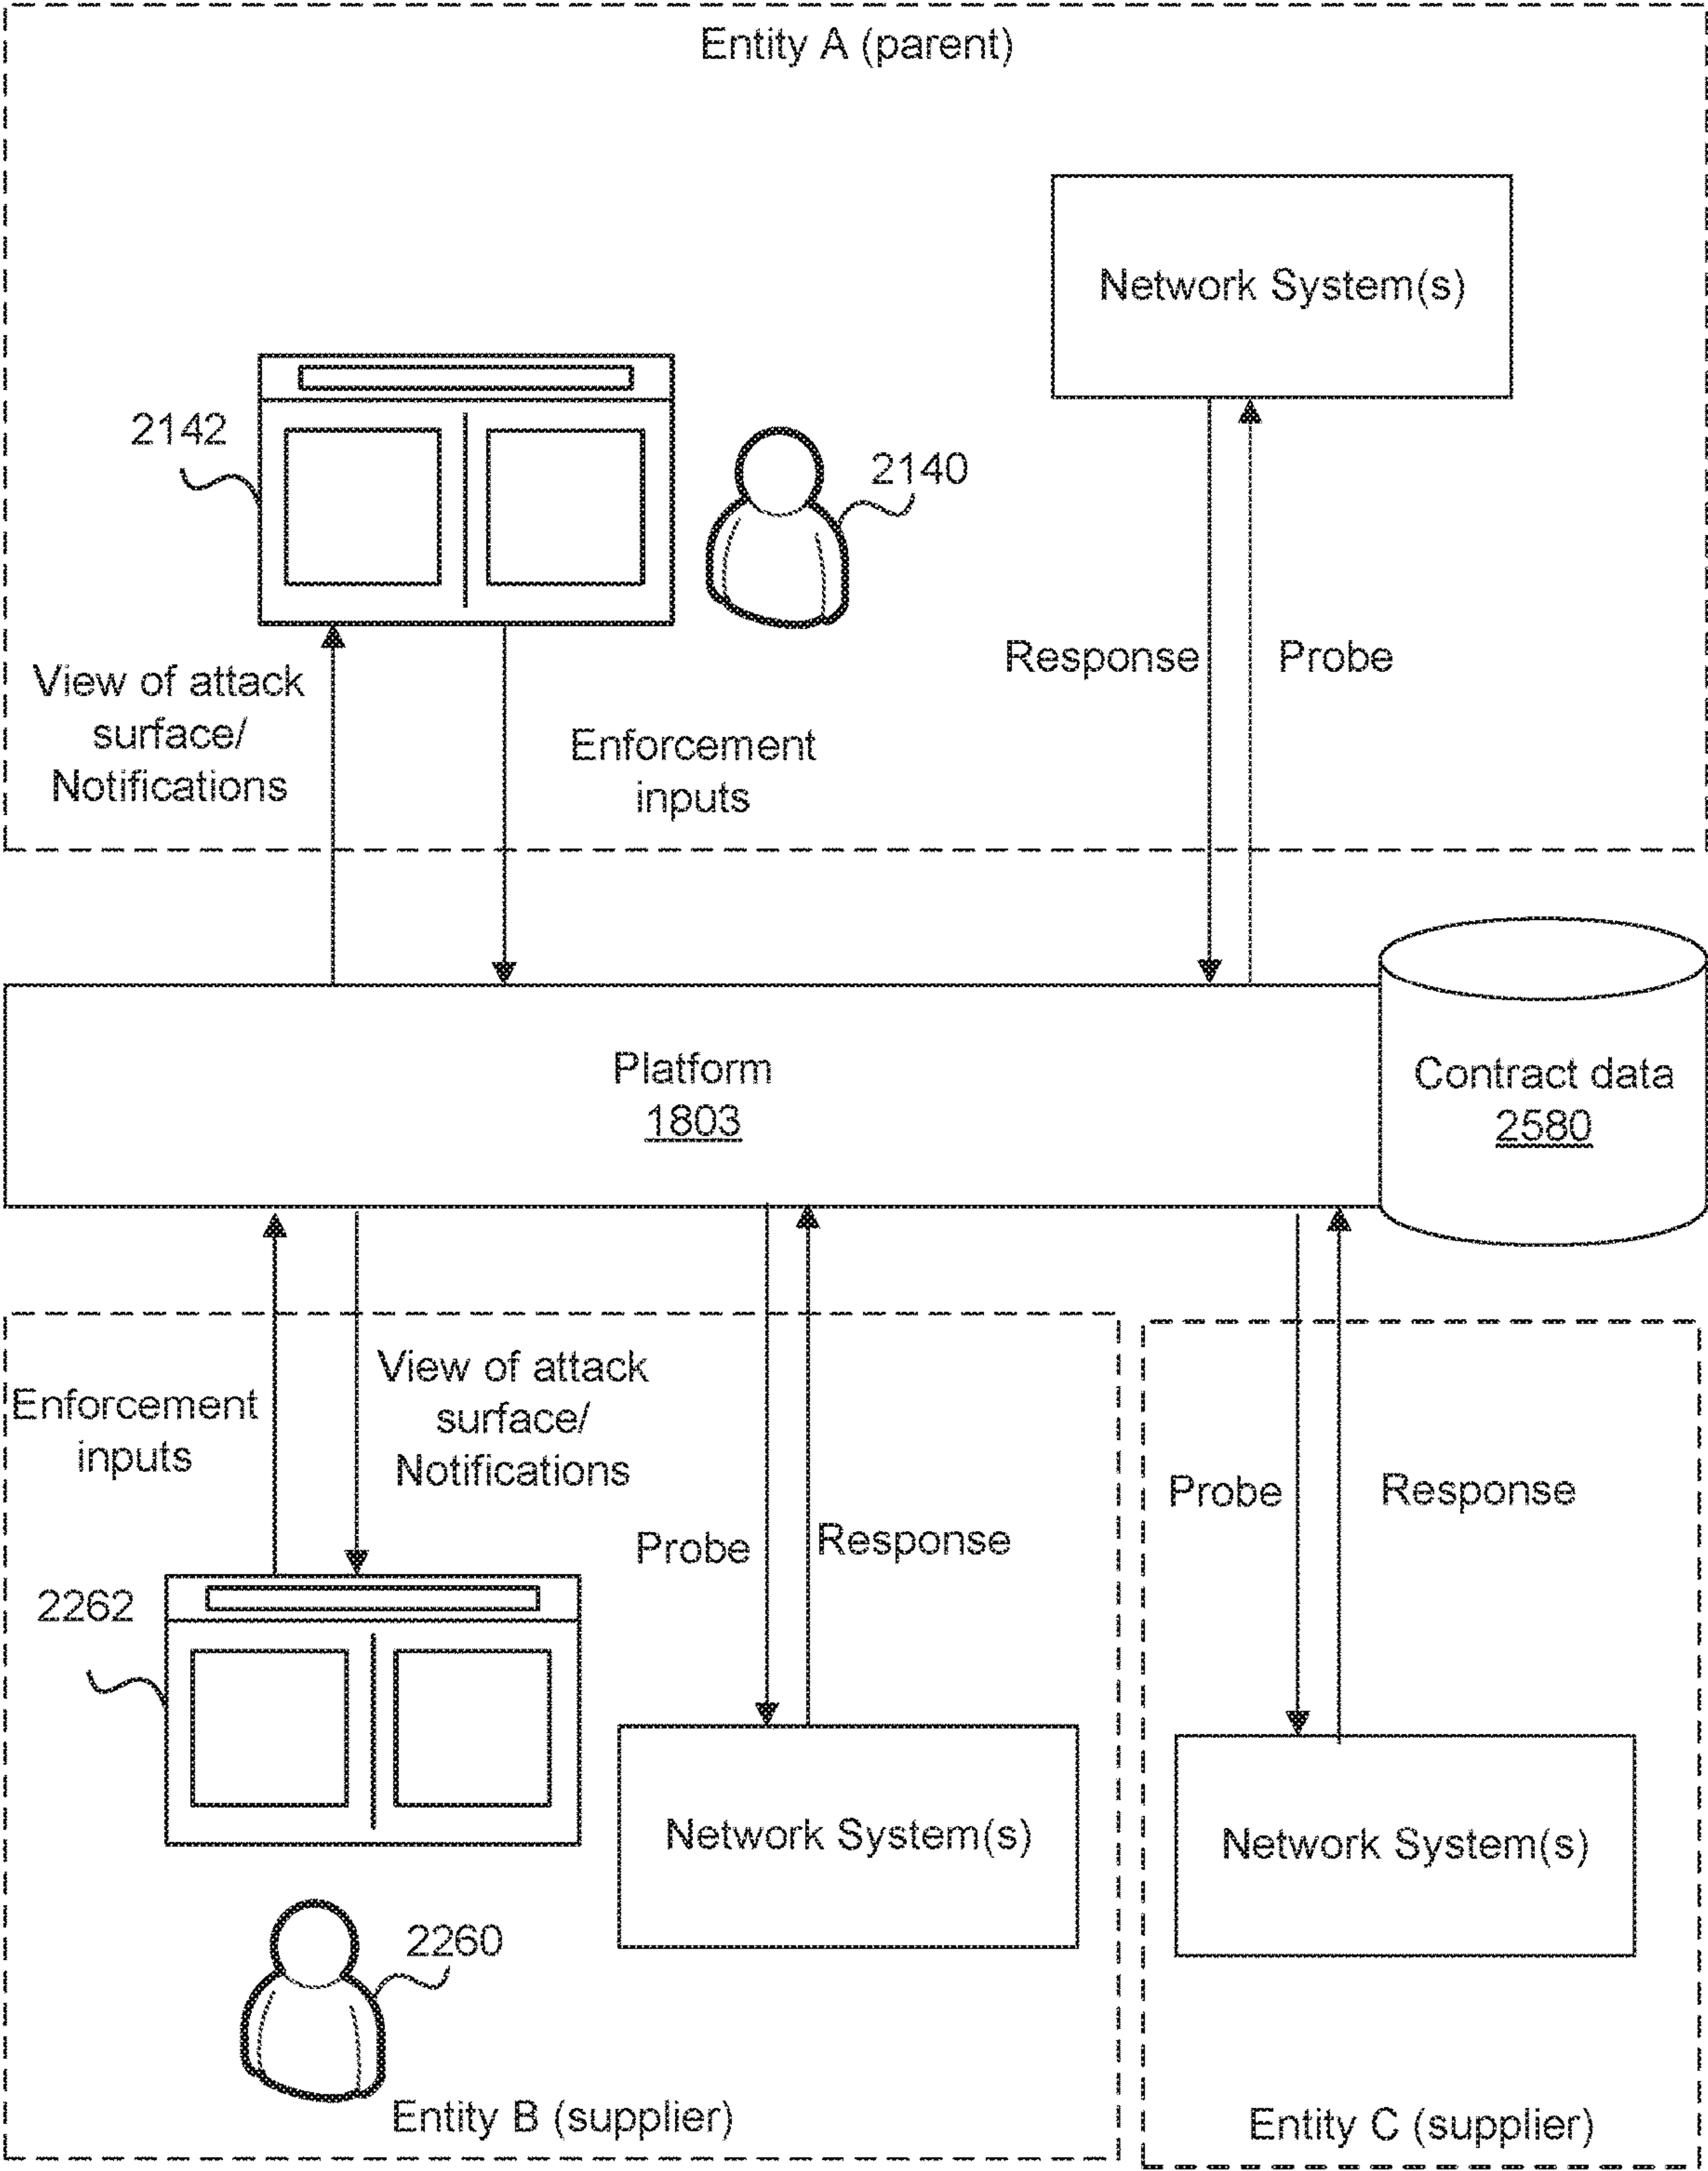 Entity A (parent)
Network System(s)
2142
2140
View of attack
surface/
Notifications
Enforcement
inputs
Response
Probe
Platform
1803
Contract data
2580
Enforcement
inputs
View of attack
surface/
Notifications
Probe
Response
Probe
Response
2262
Network System(s)
Network System(s)
2260
Entity B (supplier)
Entity C (supplier)